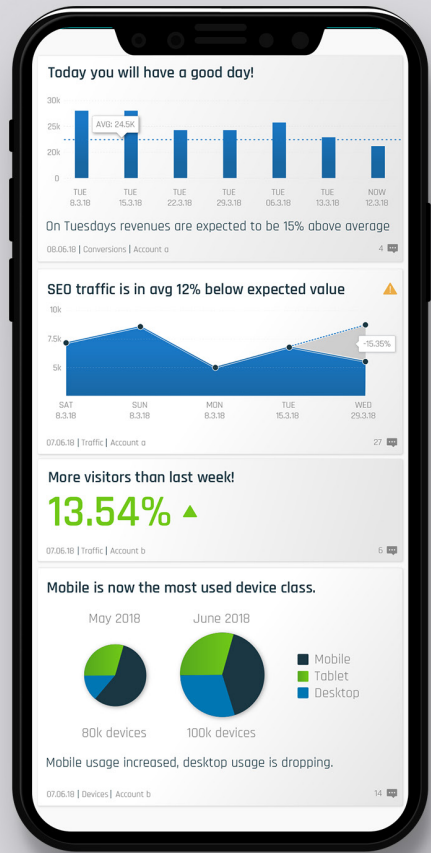 Today you will have a good day!
30k
25k
20k
0
AVG: 24.5K
TUE TUE TUE TUE TUE TUE NOW
8.3.18 15.3.18 22.3.18 29.3.18 06.3.18 13.3.18 12.3.18
On Tuesdays revenues are expected to be 15% above average
08.06.18 | Conversions | Account a 4
SEO traffic is in avg 12% below expected value
10k
7.5k
5k
-15.35%
SAT SUN MON TUE WED
8.3.18 8.3.18 8.3.18 15.3.18 29.3.18
07.06.18 | Traffic | Account a 27
More visitors than last week!
13.54%
07.06.18 | Traffic | Account b 6
Mobile is now the most used device class.
May 2018 June 2018
Mobile
Tablet
Desktop
80k devices 100k devices
Mobile usage increased, desktop usage is dropping.
07.06.18 | Devices | Account b 14